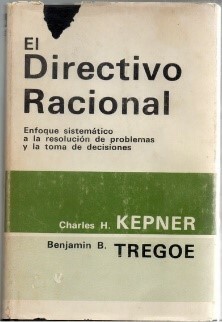 El
Directivo
Racional
Enfoque sistemático
a la resolución de problemas
y la toma de decisiones
Charles H. KEPNER
Benjamin B. TREGOE